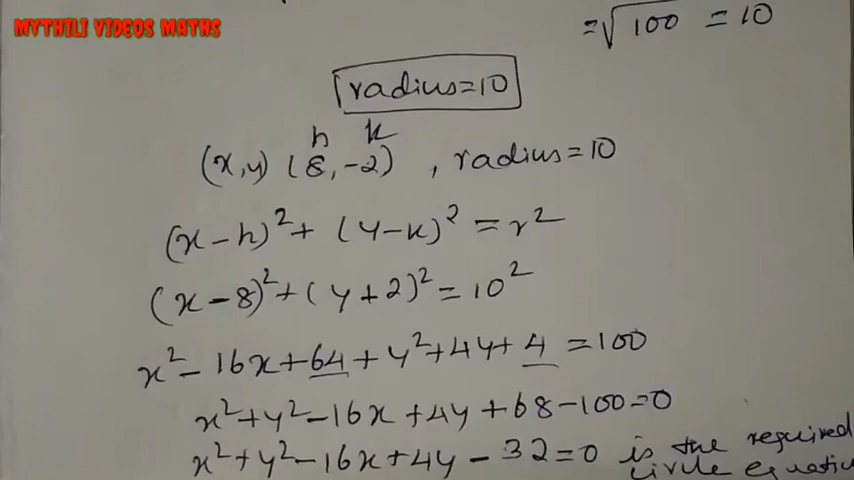 MYTHILI VIDEOS MATHS
=√100 = 10
radius=10
h k
(x,y) (8,-2) , radius=10
(x-h)²+ (y-k)² = r²
(x-8)²+(y+2)² = 10²
x²-16x+64+y²+4y+4 =100
x²+y²-16x+4y+68-100=0
x²+y²-16x+4y-32=0 is the required
circle equation